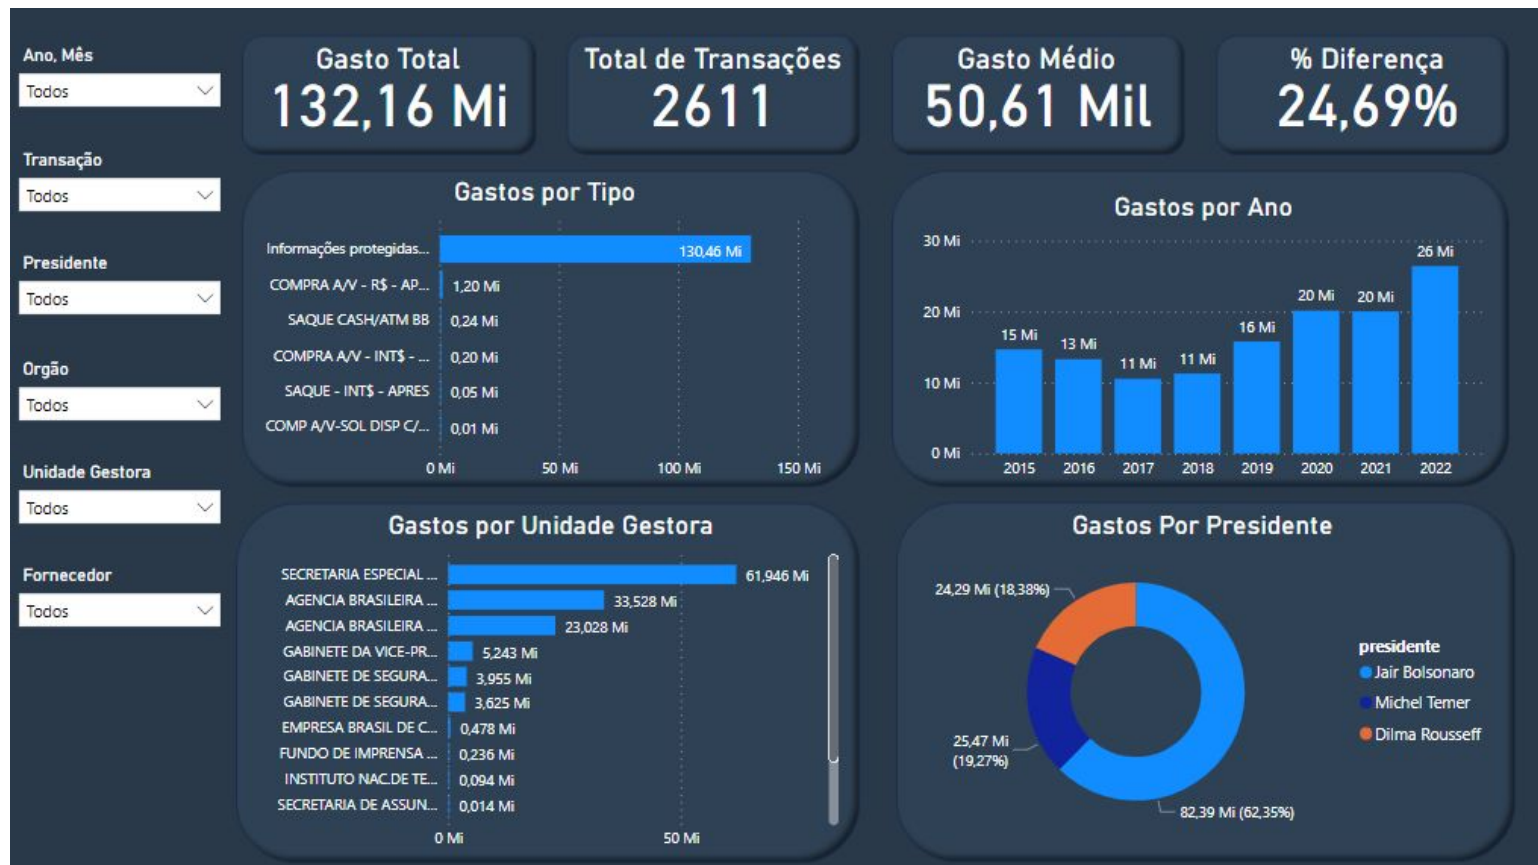 Ano, Mês
Todos
Transação
Todos
Presidente
Todos
Orgão
Todos
Unidade Gestora
Todos
Fornecedor
Todos
Gasto Total
132,16 Mi
Total de Transações
2611
Gasto Médio
50,61 Mil
% Diferença
24,69%
Gastos por Tipo
Informações protegidas... 130,46 Mi
COMPRA A/V - R$ - AP... 1,20 Mi
SAQUE CASH/ATM BB 0,24 Mi
COMPRA A/V - INT$ - ... 0,20 Mi
SAQUE - INT$ - APRES 0,05 Mi
COMP A/V-SOL DISP C/... 0,01 Mi
0 Mi 50 Mi 100 Mi 150 Mi
Gastos por Ano
30 Mi
20 Mi
10 Mi
0 Mi
15 Mi 13 Mi 11 Mi 11 Mi 16 Mi 20 Mi 20 Mi 26 Mi
2015 2016 2017 2018 2019 2020 2021 2022
Gastos por Unidade Gestora
SECRETARIA ESPECIAL ... 61,946 Mi
AGENCIA BRASILEIRA ... 33,528 Mi
AGENCIA BRASILEIRA ... 23,028 Mi
GABINETE DA VICE-PR... 5,243 Mi
GABINETE DE SEGURA... 3,955 Mi
GABINETE DE SEGURA... 3,625 Mi
EMPRESA BRASIL DE C... 0,478 Mi
FUNDO DE IMPRENSA ... 0,236 Mi
INSTITUTO NAC.DE TE... 0,094 Mi
SECRETARIA DE ASSUN... 0,014 Mi
0 Mi 50 Mi
Gastos Por Presidente
24,29 Mi (18,38%)
25,47 Mi
(19,27%)
82,39 Mi (62,35%)
presidente
Jair Bolsonaro
Michel Temer
Dilma Rousseff